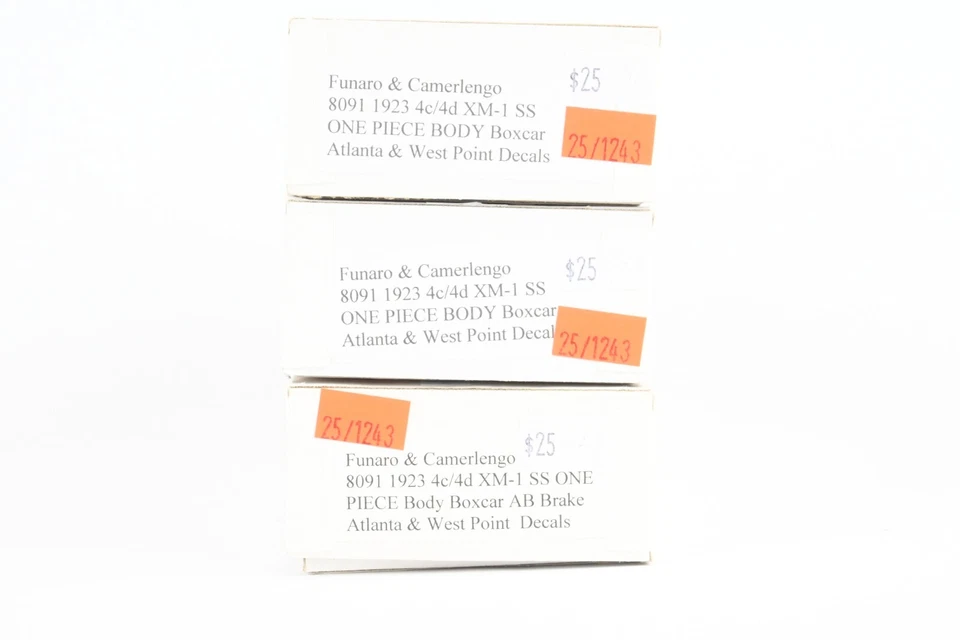 Funaro & Camerlengo $25
8091 1923 4c/4d XM-1 SS
ONE PIECE BODY Boxcar
Atlanta & West Point Decals
25/1243
Funaro & Camerlengo $25
8091 1923 4c/4d XM-1 SS
ONE PIECE BODY Boxcar
Atlanta & West Point Decal
25/1243
25/1243
Funaro & Camerlengo $25
8091 1923 4c/4d XM-1 SS ONE
PIECE Body Boxcar AB Brake
Atlanta & West Point Decals